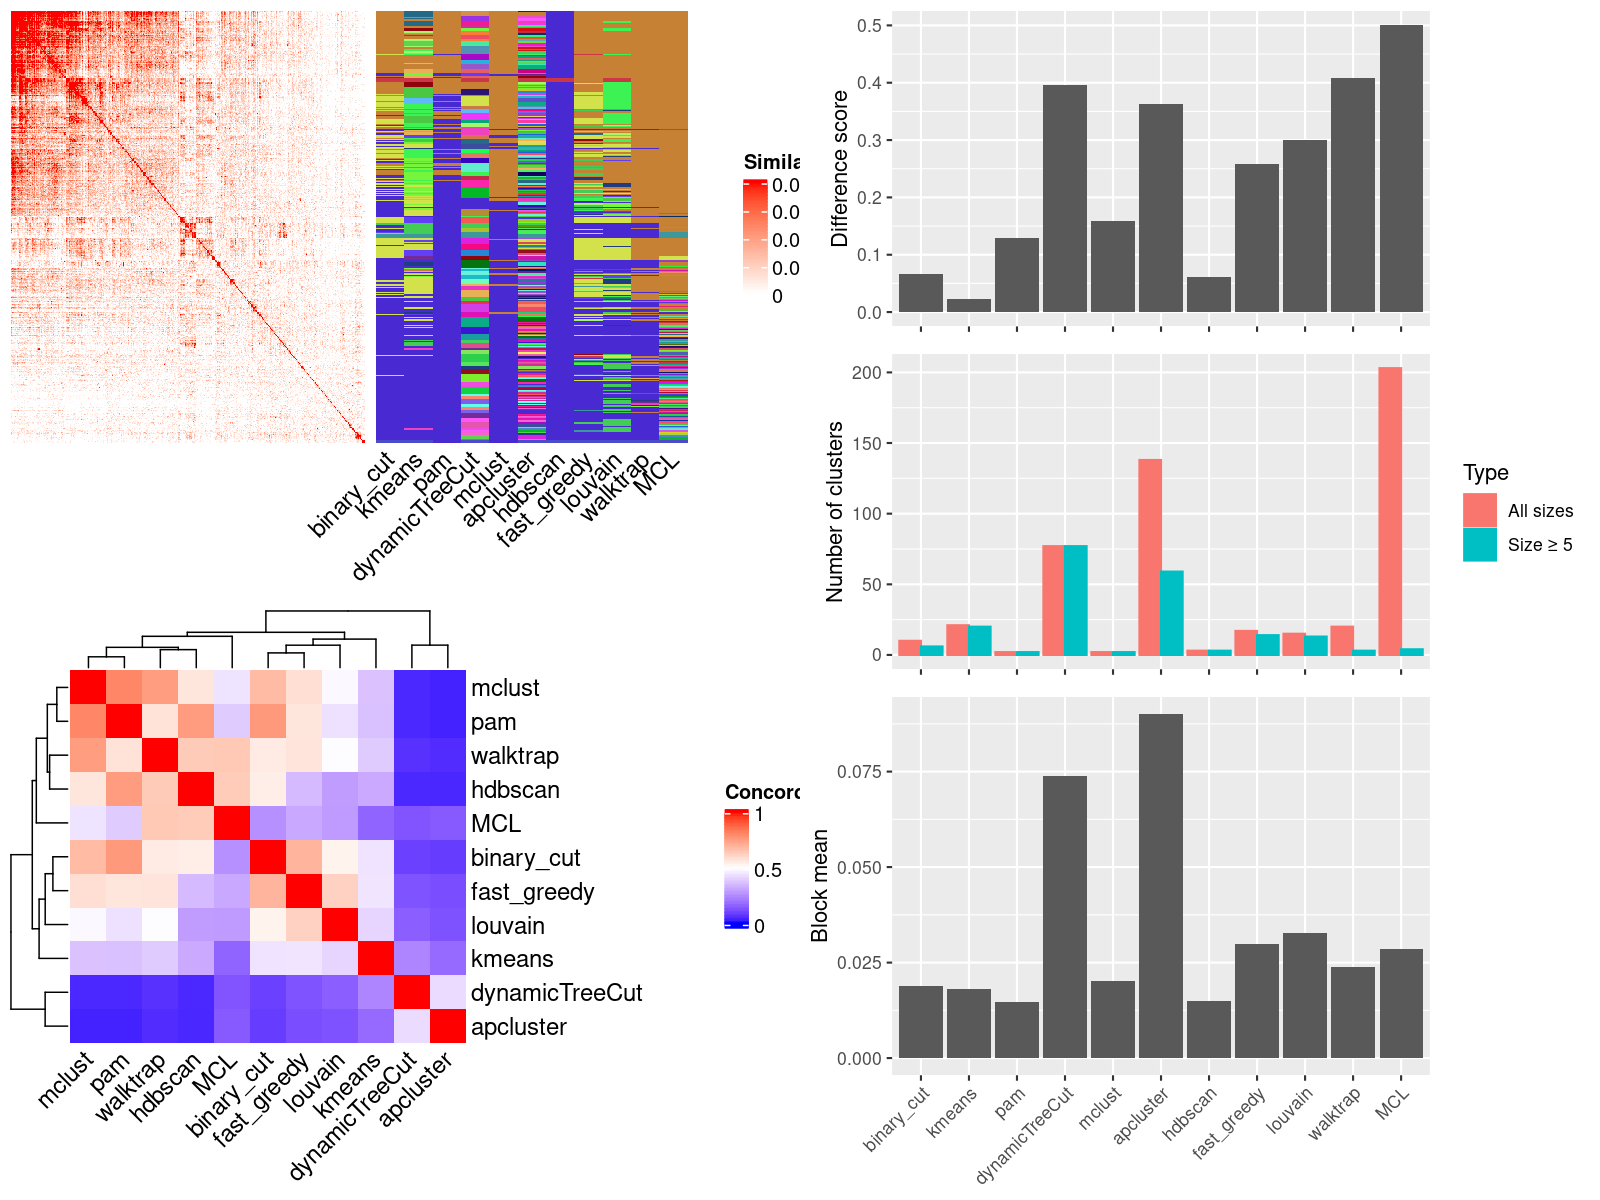 Simila
0.0
0.0
0.0
0.0
0
binary_cut
kmeans
pam
dynamicTreeCut
mclust
apcluster
hdbscan
fast_greedy
louvain
walktrap
MCL
mclust
pam
walktrap
hdbscan
MCL
binary_cut
fast_greedy
louvain
kmeans
dynamicTreeCut
apcluster
mclust
pam
walktrap
hdbscan
MCL
binary_cut
fast_greedy
louvain
kmeans
dynamicTreeCut
apcluster
Concord
1
0.5
0
Difference score
0.5
0.4
0.3
0.2
0.1
0.0
Number of clusters
200
150
100
50
0
Type
All sizes
Size ≥ 5
Block mean
0.075
0.050
0.025
0.000
binary_cut
kmeans
pam
dynamicTreeCut
mclust
apcluster
hdbscan
fast_greedy
louvain
walktrap
MCL